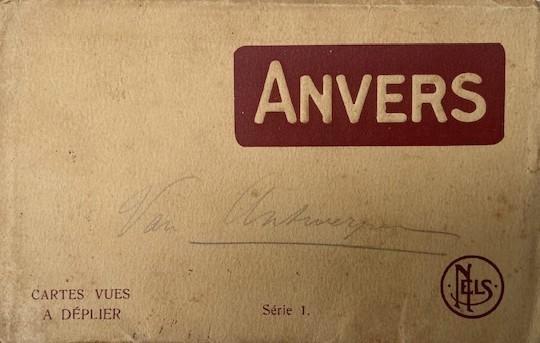 ANVERS
Van Antwerpen
CARTES VUES
A DÉPLIER
Série 1.
NELS